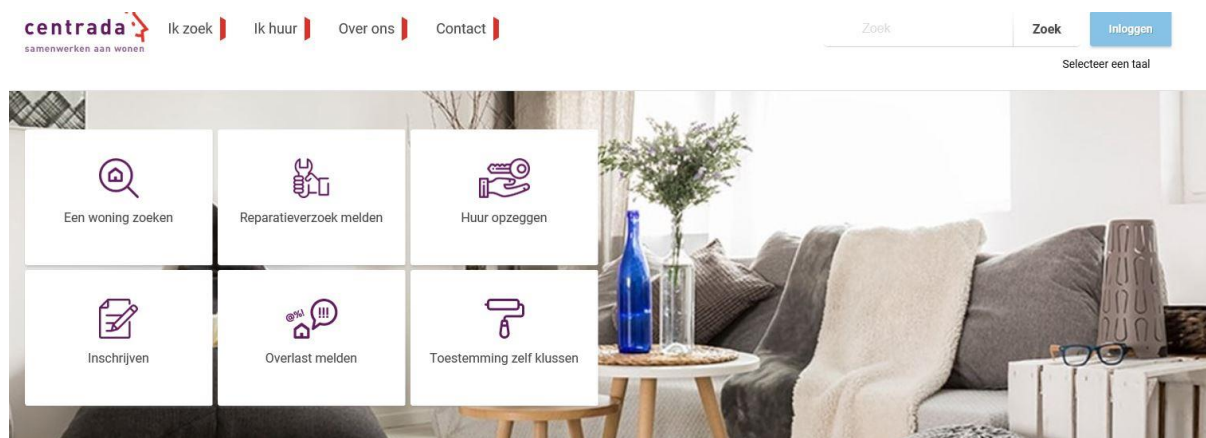 centrada
samenwerken aan wonen
Ik zoek
Ik huur
Over ons
Contact
Zoek
Zoek
Inloggen
Selecteer een taal
Een woning zoeken
Reparatieverzoek melden
Huur opzeggen
@%!
!!!
Inschrijven
Overlast melden
Toestemming zelf klussen